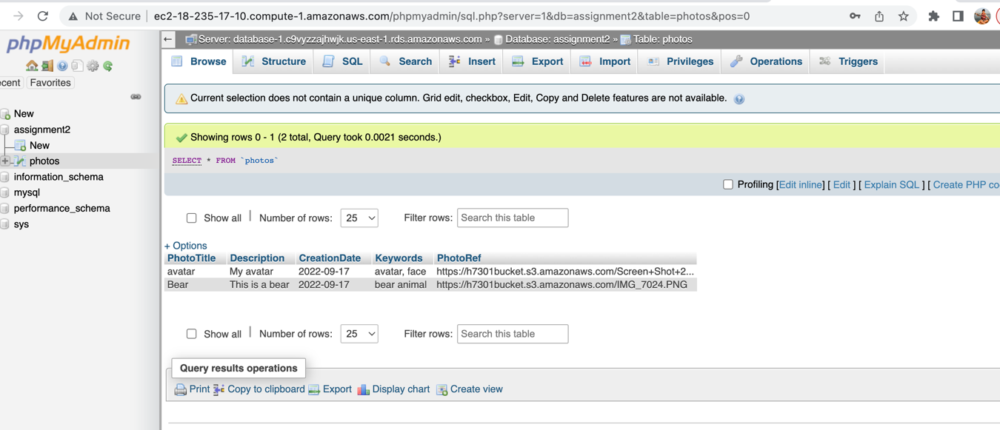 Not Secure | ec2-18-235-17-10.compute-1.amazonaws.com/phpmyadmin/sql.php?server=1&db=assignment2&table=photos&pos=0
phpMyAdmin
ecent Favorites
New
assignment2
New
photos
information_schema
mysql
performance_schema
sys
Server: database-1.c9vyzzajhwjk.us-east-1.rds.amazonaws.com » Database: assignment2 » Table: photos
Browse Structure SQL Search Insert Export Import Privileges Operations Triggers
Current selection does not contain a unique column. Grid edit, checkbox, Edit, Copy and Delete features are not available.
Showing rows 0 - 1 (2 total, Query took 0.0021 seconds.)
SELECT * FROM `photos`
Profiling [Edit inline] [ Edit ] [ Explain SQL ] [ Create PHP co
Show all | Number of rows: 25 Filter rows: Search this table
+ Options
PhotoTitle Description CreationDate Keywords PhotoRef
avatar My avatar 2022-09-17 avatar, face https://h7301bucket.s3.amazonaws.com/Screen+Shot+2...
Bear This is a bear 2022-09-17 bear animal https://h7301bucket.s3.amazonaws.com/IMG_7024.PNG
Show all | Number of rows: 25 Filter rows: Search this table
Query results operations
Print Copy to clipboard Export Display chart Create view